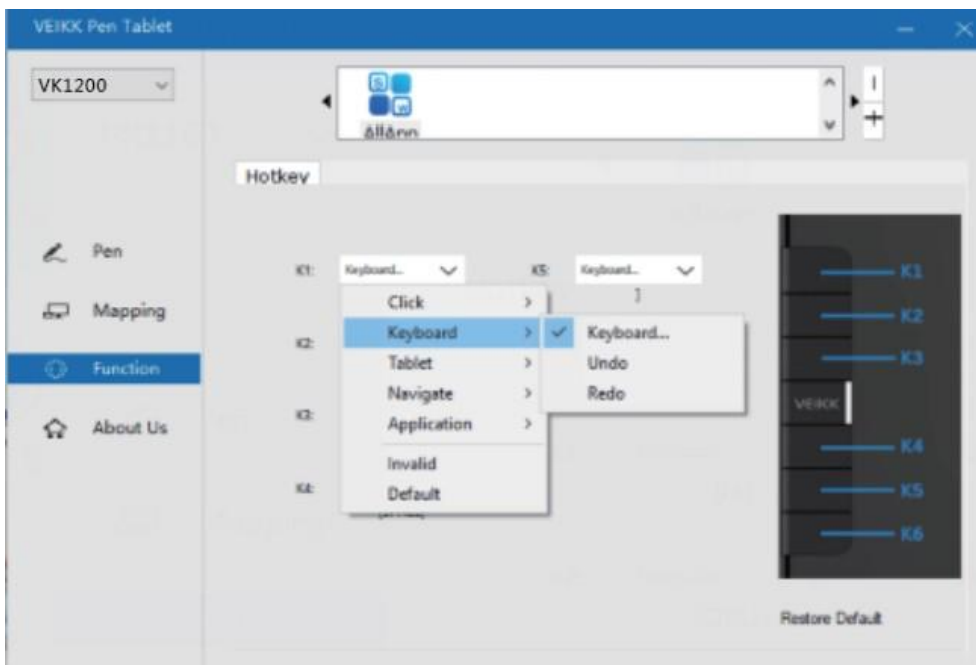 VEIKK Pen Tablet
VK1200
AllApp
Hotkey
Pen
Mapping
Function
About Us
K1: Keyboard... K5: Keyboard...
]
K2:
K3:
K4:
Click
Keyboard
Tablet
Navigate
Application
Invalid
Default
Keyboard...
Undo
Redo
K1
K2
K3
VEIKK
K4
K5
K6
Restore Default